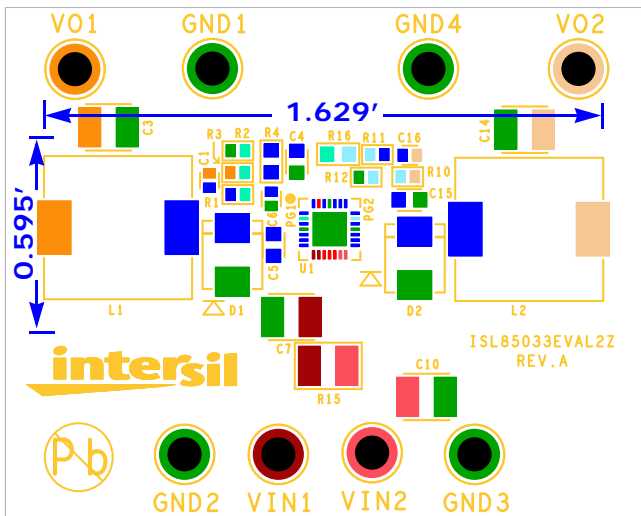 VO1 GND1 GND4 VO2
1.629'
C3 R3 R2 R4 C4 R16 R11 C16 C14
C1 R12 R10
R1 C6 PG1 PG2 C15
0.595'
C5 U1
L1 D1 D2 L2
C7
ISL85033EVAL2Z
REV.A
intersil
C10
R15
Pb
GND2 VIN1 VIN2 GND3